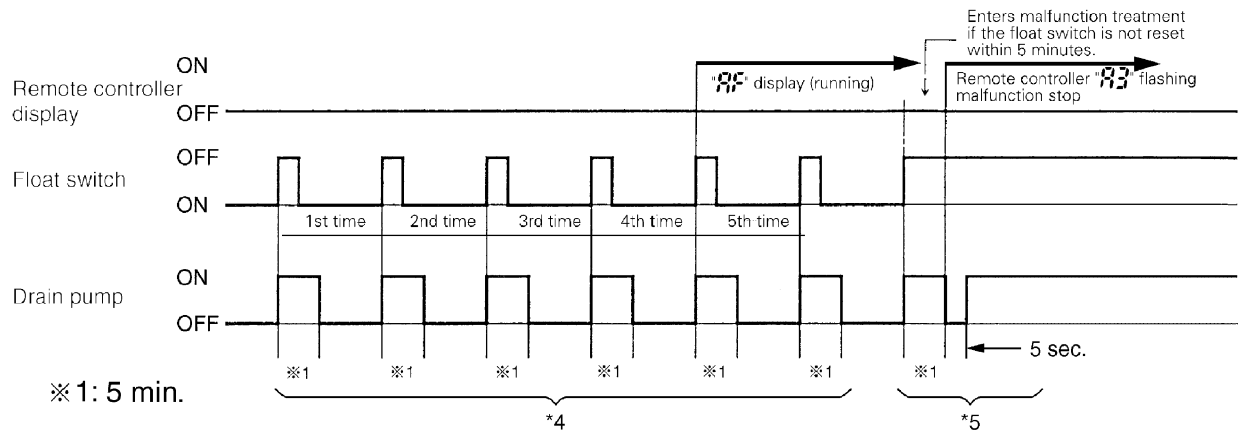 Enters malfunction treatment
if the float switch is not reset
within 5 minutes.
ON
"AF" display (running)
Remote controller "A3" flashing
malfunction stop
Remote controller
display
OFF
OFF
Float switch
ON
1st time
2nd time
3rd time
4th time
5th time
ON
Drain pump
OFF
5 sec.
※1
※1
※1
※1
※1
※1
※1
※1: 5 min.
*4
*5